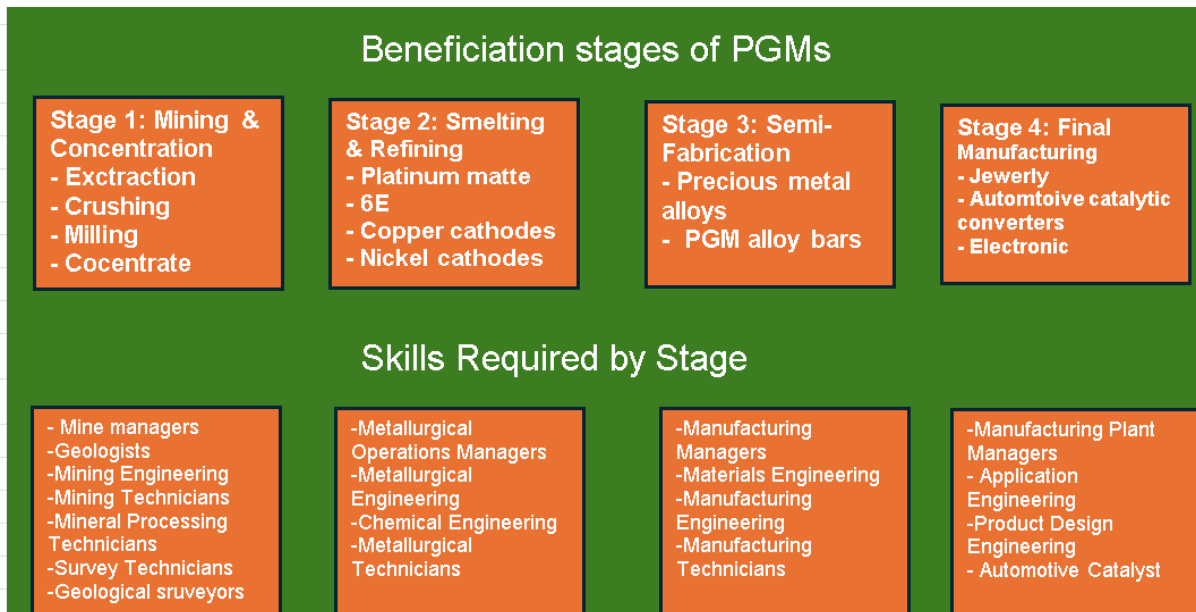 Beneficiation stages of PGMs
Stage 1: Mining &
Concentration
- Exctraction
- Crushing
- Milling
- Cocentrate
Stage 2: Smelting
& Refining
- Platinum matte
- 6E
- Copper cathodes
- Nickel cathodes
Stage 3: Semi-
Fabrication
- Precious metal
alloys
- PGM alloy bars
Stage 4: Final
Manufacturing
- Jewerly
- Automtoive catalytic
converters
- Electronic
Skills Required by Stage
- Mine managers
-Geologists
-Mining Engineering
-Mining Technicians
-Mineral Processing
Technicians
-Survey Technicians
-Geological sruveyors
-Metallurgical
Operations Managers
-Metallurgical
Engineering
-Chemical Engineering
-Metallurgical
Technicians
-Manufacturing
Managers
-Materials Engineering
-Manufacturing
Engineering
-Manufacturing
Technicians
-Manufacturing Plant
Managers
- Application
Engineering
-Product Design
Engineering
- Automotive Catalyst